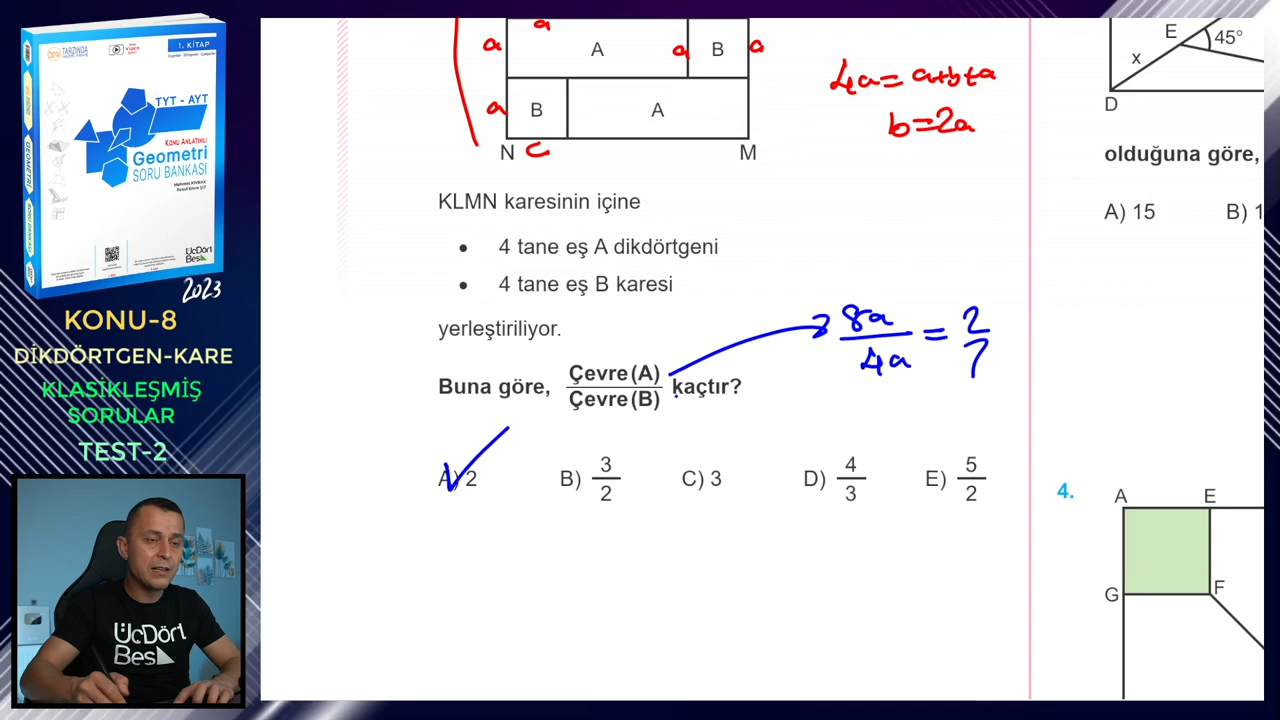 TARZINDA
1. KİTAP
TYT - AYT
KONU ANLATIMLI
Geometri
SORU BANKASI
ÜçDört
Beş
2023
KONU-8
DİKDÖRTGEN-KARE
KLASİKLEŞMİŞ
SORULAR
TEST-2
ÜçDört
Beş
a
a A a B a
a B A
N c M
4a = a+b+a
b = 2a
KLMN karesinin içine
• 4 tane eş A dikdörtgeni
• 4 tane eş B karesi
yerleştiriliyor.
Buna göre, Çevre(A)/Çevre(B) kaçtır?
8a/4a = 2/
A) 2 B) 3/2 C) 3 D) 4/3 E) 5/2
E 45°
x
D
olduğuna göre,
A) 15 B) 1
4.
A E
G F